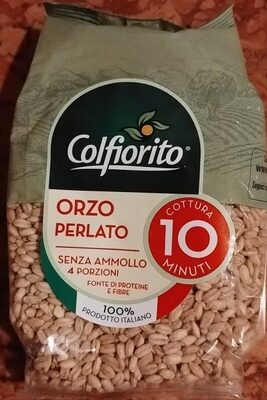 Colfiorito®
ORZO
PERLATO
SENZA AMMOLLO
4 PORZIONI
FONTE DI PROTEINE
E FIBRE
COTTURA
10
MINUTI
100%
PRODOTTO ITALIANO